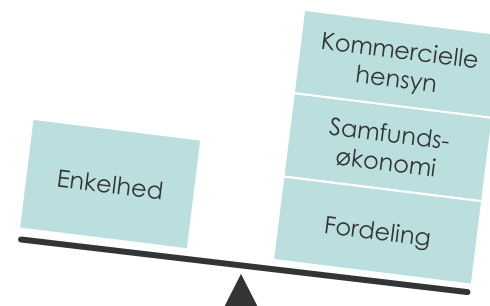 Kommercielle
hensyn
Samfunds-
økonomi
Enkelhed
Fordeling